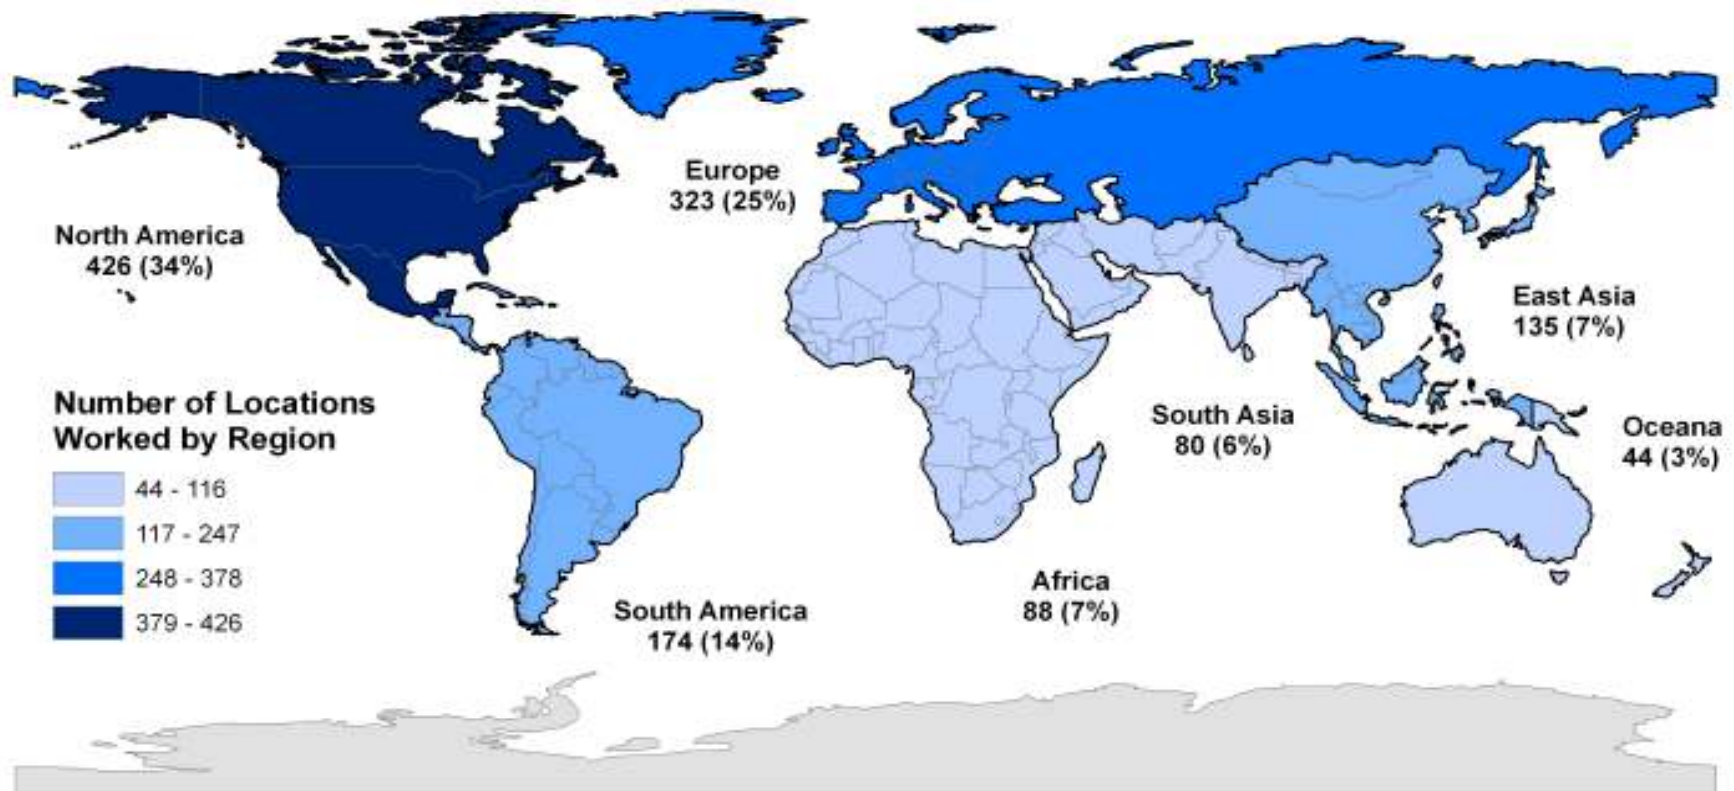 Europe
323 (25%)
North America
426 (34%)
East Asia
135 (7%)
Number of Locations
Worked by Region
44 - 116
117 - 247
248 - 378
379 - 426
South Asia
80 (6%)
Oceana
44 (3%)
Africa
88 (7%)
South America
174 (14%)